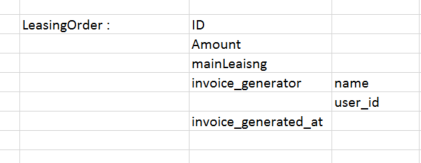 LeasingOrder : ID
Amount
mainLeaisng
invoice_generator name
user_id
invoice_generated_at